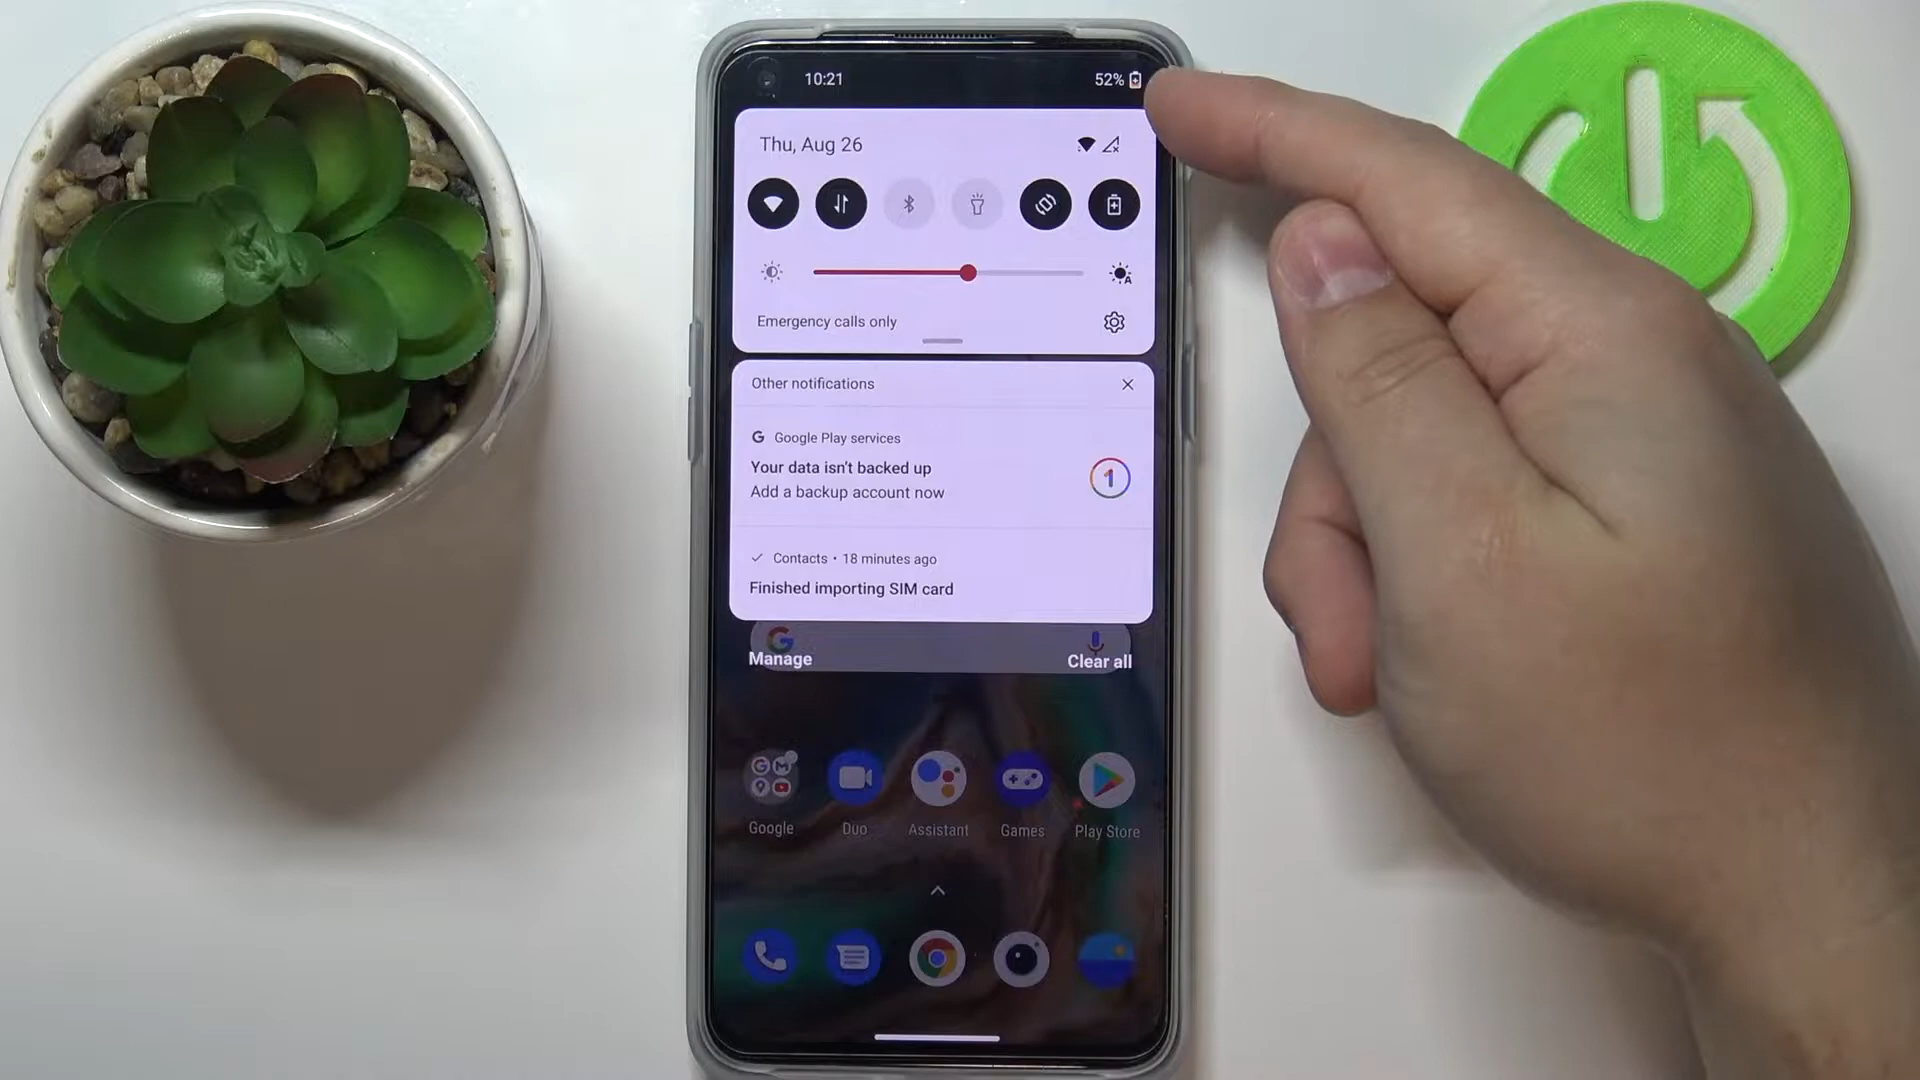 10:21
52%
Thu, Aug 26
Emergency calls only
Other notifications
Google Play services
Your data isn't backed up
Add a backup account now
Contacts • 18 minutes ago
Finished importing SIM card
Manage
Clear all
Google
Duo
Assistant
Games
Play Store